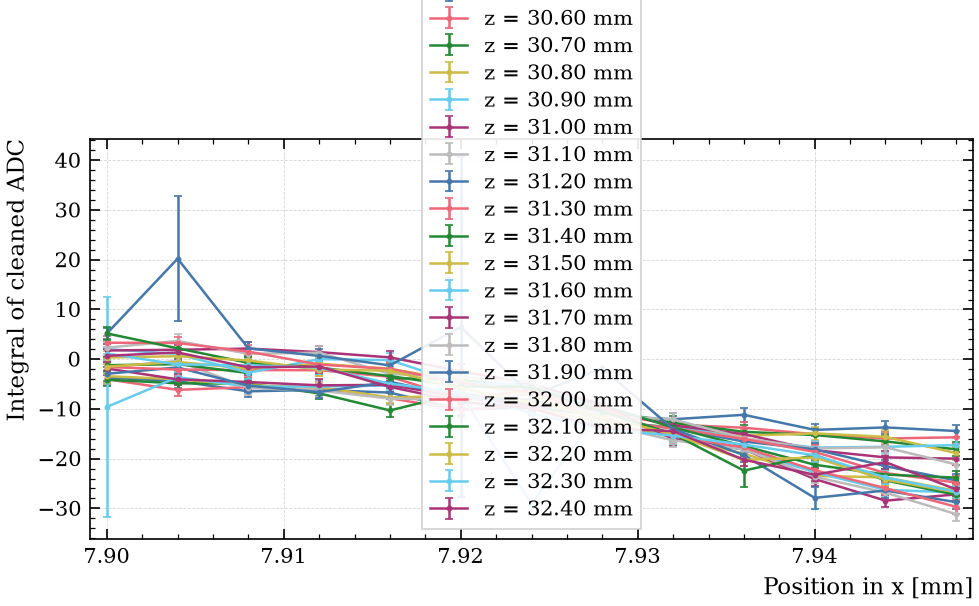 z = 30.60 mm
z = 30.70 mm
z = 30.80 mm
z = 30.90 mm
z = 31.00 mm
z = 31.10 mm
z = 31.20 mm
z = 31.30 mm
z = 31.40 mm
z = 31.50 mm
z = 31.60 mm
z = 31.70 mm
z = 31.80 mm
z = 31.90 mm
z = 32.00 mm
z = 32.10 mm
z = 32.20 mm
z = 32.30 mm
z = 32.40 mm
Integral of cleaned ADC
40
30
20
10
0
−10
−20
−30
7.90
7.91
7.92
7.93
7.94
Position in x [mm]